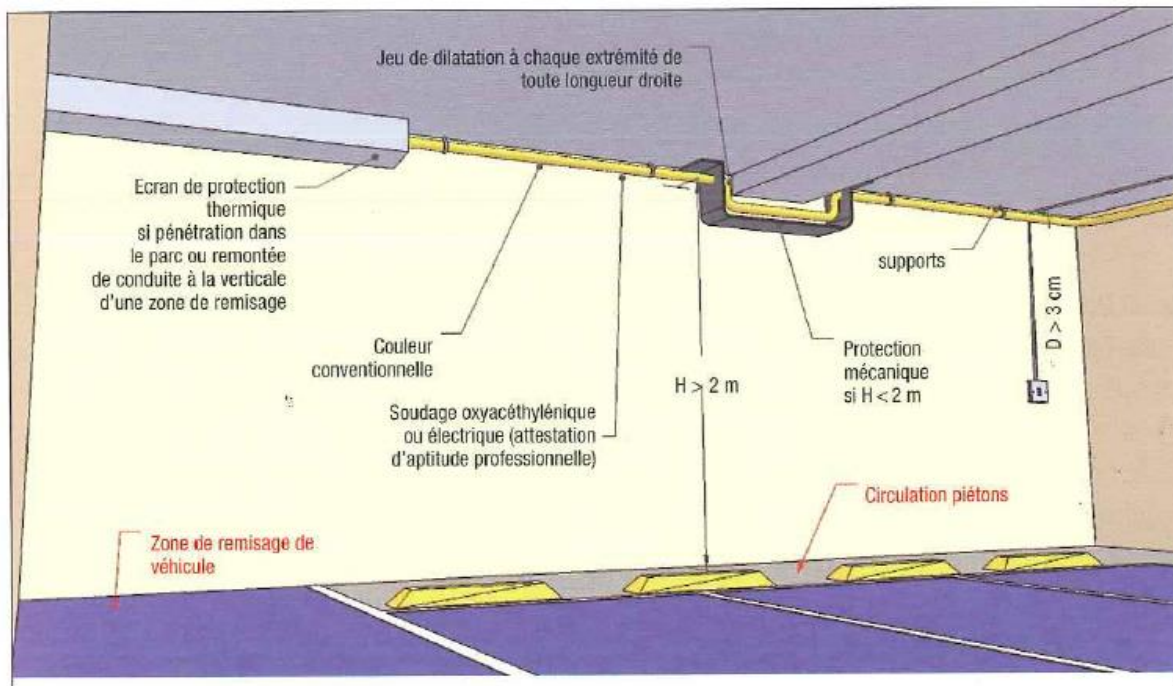 Jeu de dilatation à chaque extrémité de
toute longueur droite
Ecran de protection
thermique
si pénétration dans
le parc ou remontée
de conduite à la verticale
d'une zone de remisage
Couleur
conventionnelle
Soudage oxyacéthylénique
ou électrique (attestation
d'aptitude professionnelle)
H > 2 m
Protection
mécanique
si H < 2 m
supports
D > 3 cm
Circulation piétons
Zone de remisage de
véhicule